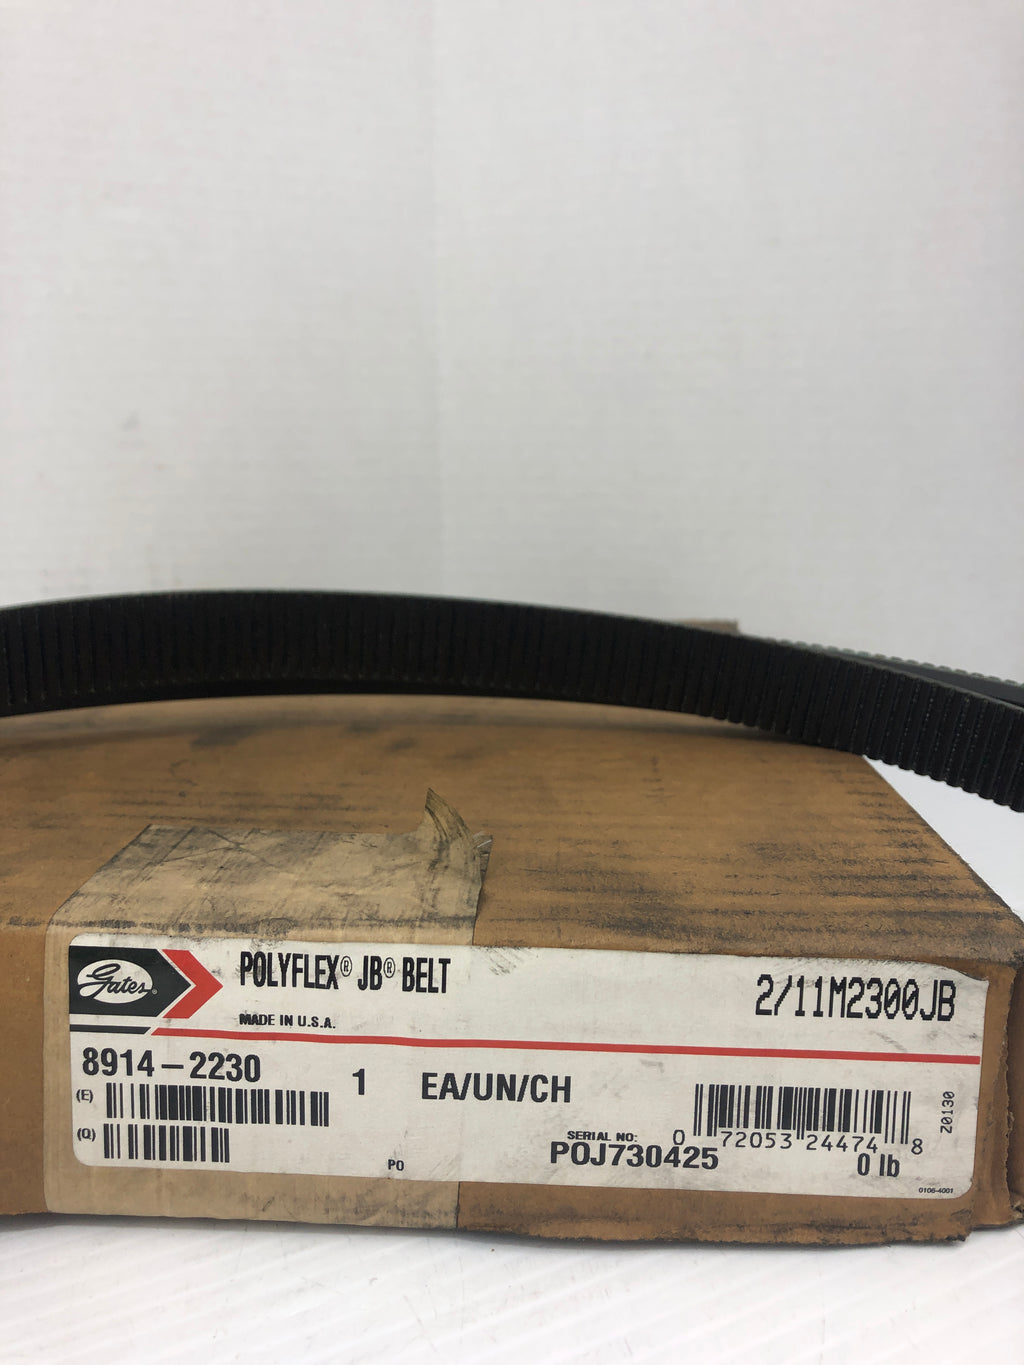 Gates®
POLYFLEX® JB® BELT
2/11M2300JB
MADE IN U.S.A.
8914-2230
1
EA/UN/CH
(E)
(Q)
PO
SERIAL NO:
POJ730425
0 72053 24474 8
0 lb
Z0130
0106-4001